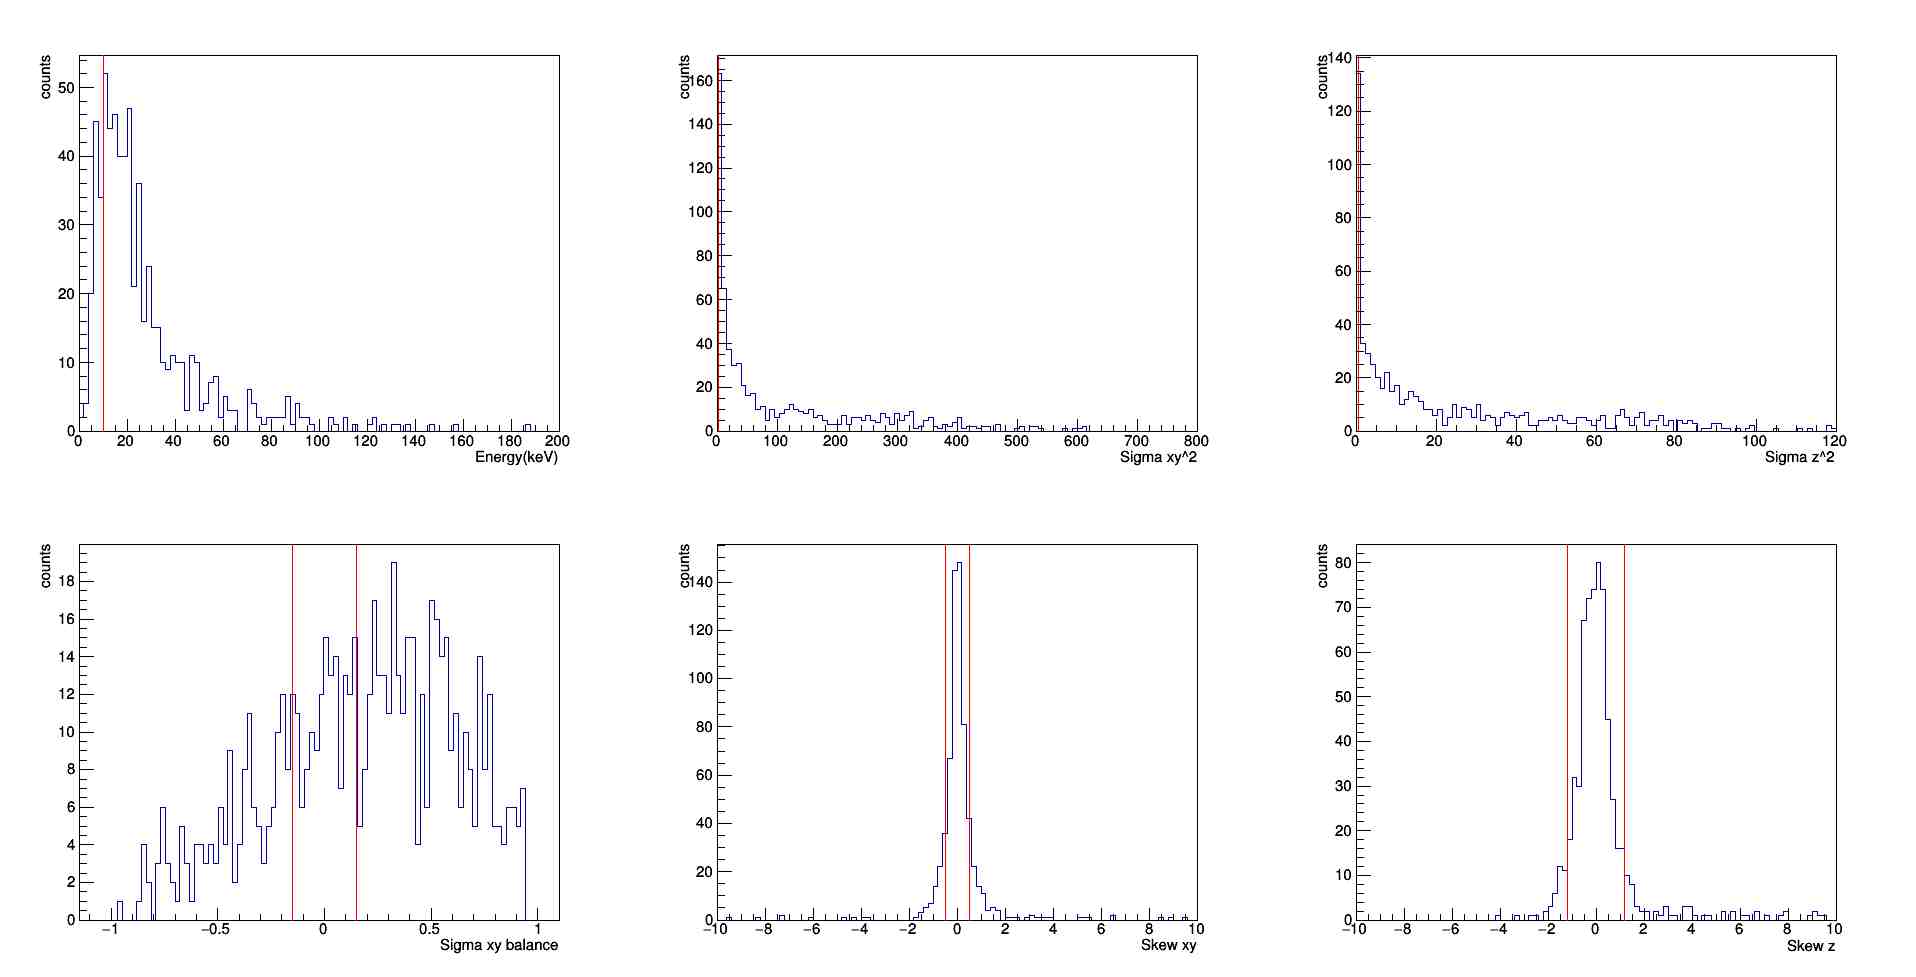 counts
50
40
30
20
10
0
0 20 40 60 80 100 120 140 160 180 200
Energy(keV)
counts
160
140
120
100
80
60
40
20
0
0 100 200 300 400 500 600 700 800
Sigma xy^2
counts
140
120
100
80
60
40
20
0
0 20 40 60 80 100 120
Sigma z^2
counts
18
16
14
12
10
8
6
4
2
0
−1 −0.5 0 0.5 1
Sigma xy balance
counts
140
120
100
80
60
40
20
0
−10 −8 −6 −4 −2 0 2 4 6 8 10
Skew xy
counts
80
70
60
50
40
30
20
10
0
−10 −8 −6 −4 −2 0 2 4 6 8 10
Skew z